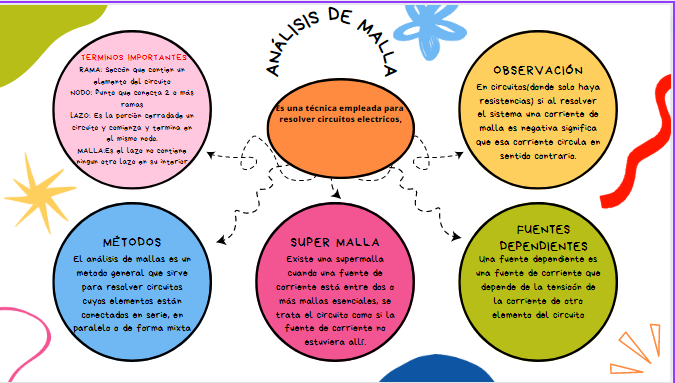 ANÁLISIS DE MALLA
Es una técnica empleada para
resolver circuitos electricos,
TERMINOS IMPORTANTES
RAMA: Sección que contien un
elemento del circuito
NODO: Punto que conecta 2 o más
ramas
LAZO: Es la porción cerradade un
circuito y comienza y termina en
el mismo nodo.
MALLA:Es el lazo no contiene
ningun otro lazo en su interior
OBSERVACIÓN
En circuitos(donde solo haya
resistencias) si al resolver
el sistema una corriente de
malla es negativa significa
que esa corriente circula en
sentido contrario.
MÉTODOS
El análisis de mallas es un
metodo general que sirve
para resolver circuitos
cuyos elementos están
conectados en serie, en
paralelo o de forma mixta
SUPER MALLA
Existe una supermalla
cuando una fuente de
corriente está entre dos o
más mallas esenciales, se
trata el circuito como si la
fuente de corriente no
estuviera allí.
FUENTES
DEPENDIENTES
Una fuente dependiente es
una fuente de corriente que
depende de la tensicón de
la corriente de otro
elemento del circuito